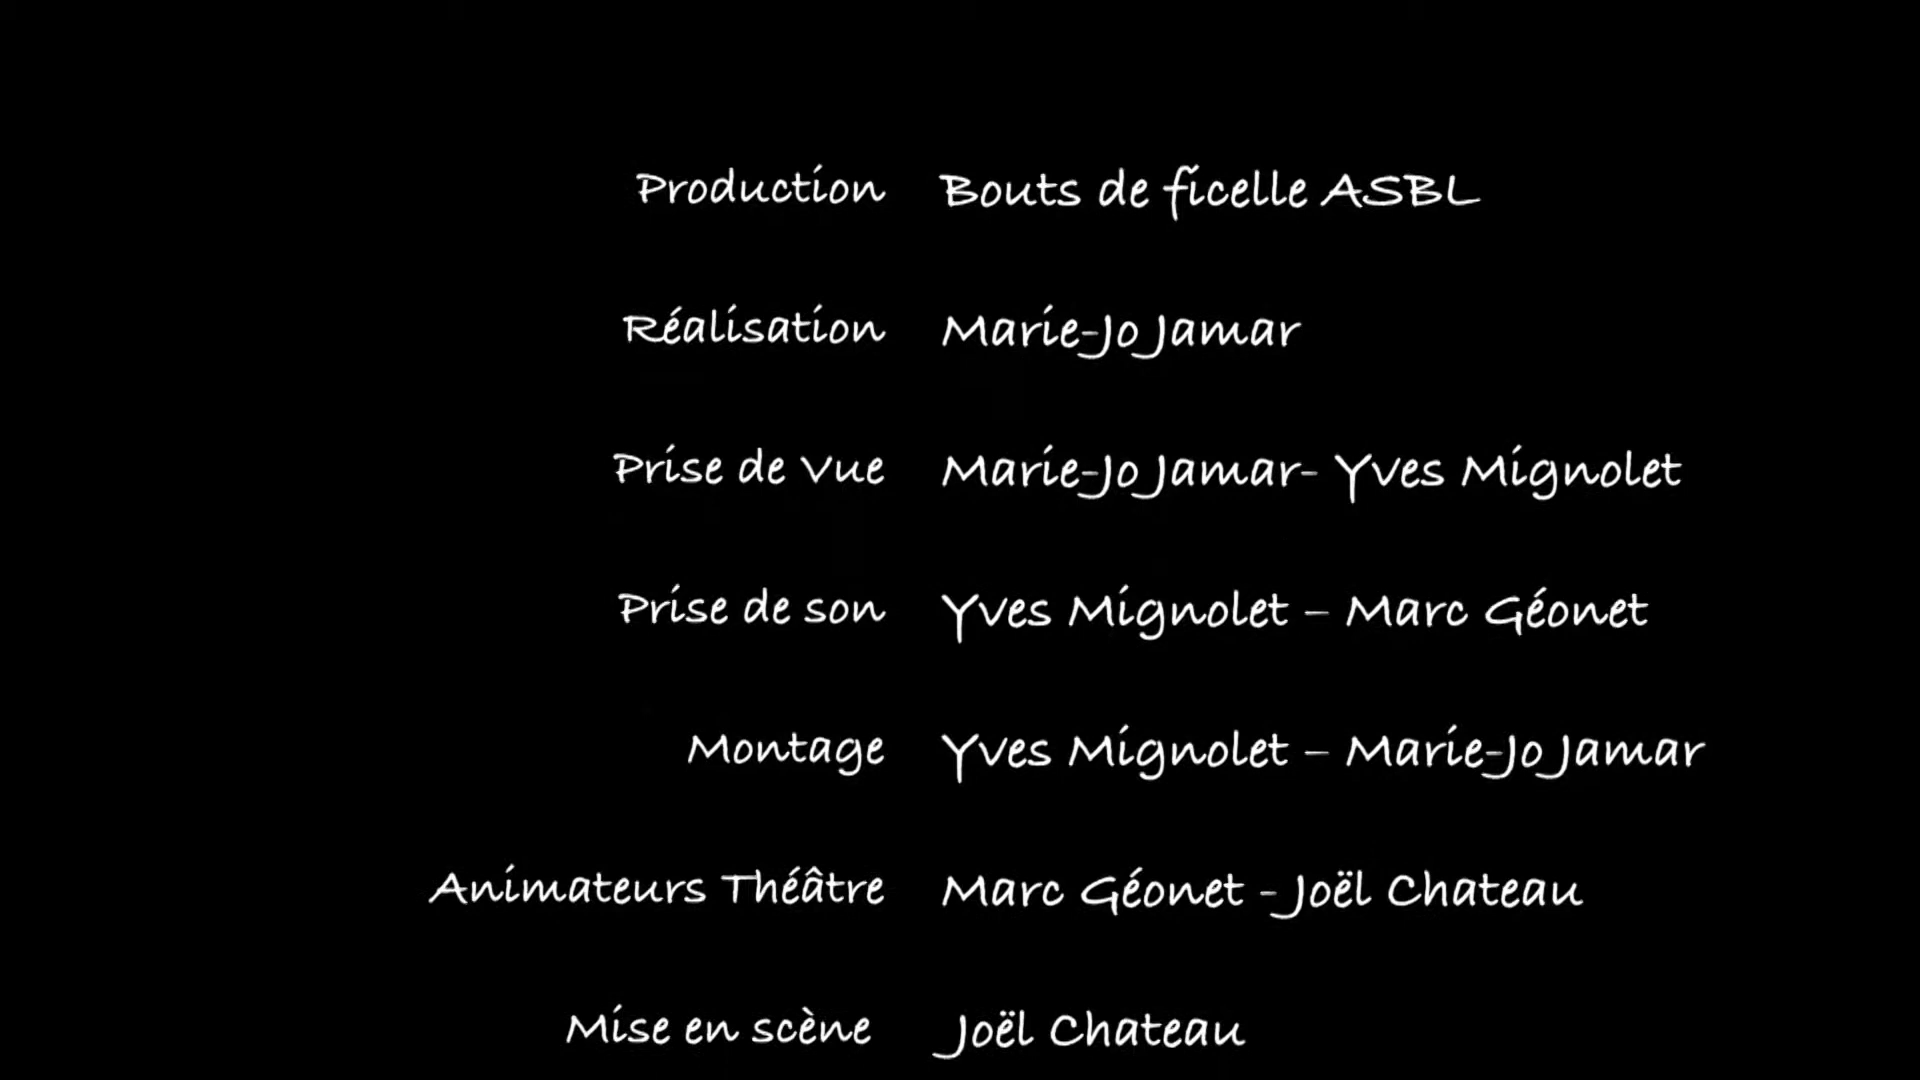 Production Bouts de ficelle ASBL
Réalisation Marie-Jo Jamar
Prise de Vue Marie-Jo Jamar- Yves Mignolet
Prise de son Yves Mignolet – Marc Géonet
Montage Yves Mignolet – Marie-Jo Jamar
Animateurs Théâtre Marc Géonet - Joël Chateau
Mise en scène Joël Chateau